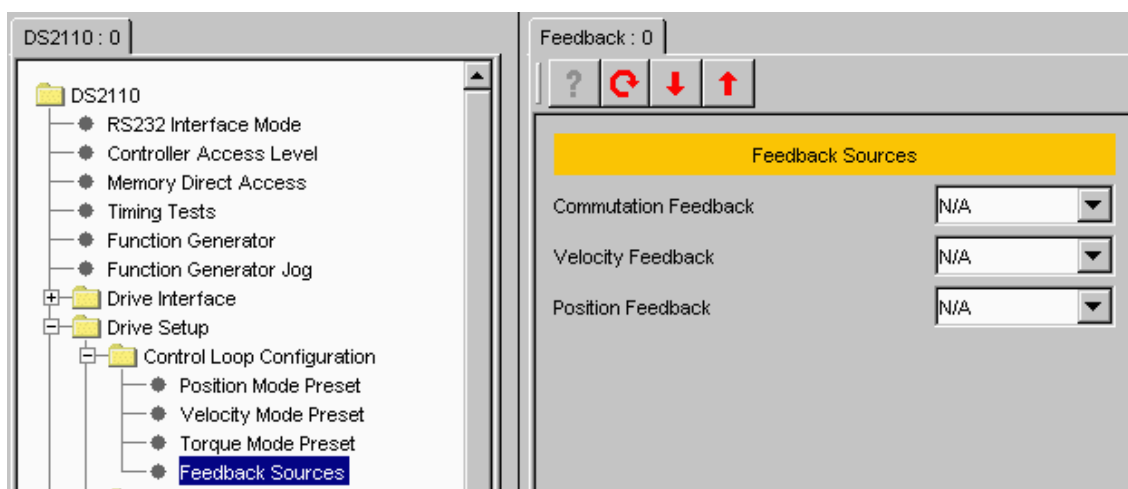 DS2110 : 0
DS2110
RS232 Interface Mode
Controller Access Level
Memory Direct Access
Timing Tests
Function Generator
Function Generator Jog
Drive Interface
Drive Setup
Control Loop Configuration
Position Mode Preset
Velocity Mode Preset
Torque Mode Preset
Feedback Sources
Feedback : 0
?
Feedback Sources
Commutation Feedback N/A
Velocity Feedback N/A
Position Feedback N/A